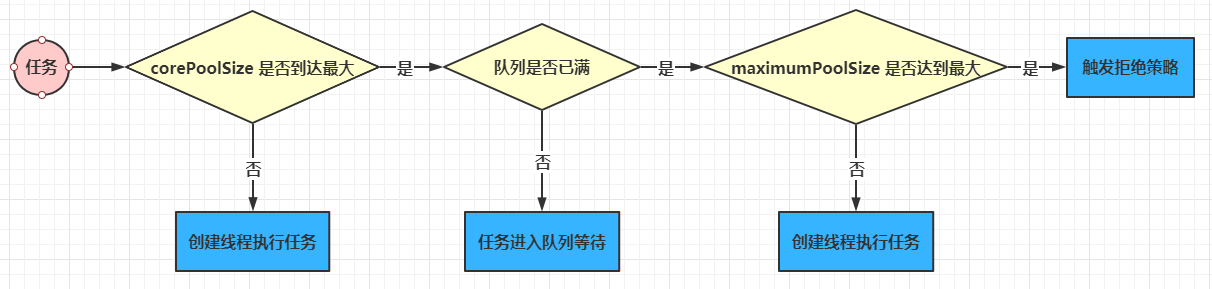 任务
corePoolSize 是否到达最大
是
队列是否已满
是
maximumPoolSize 是否达到最大
是
触发拒绝策略
否
否
否
创建线程执行任务
任务进入队列等待
创建线程执行任务